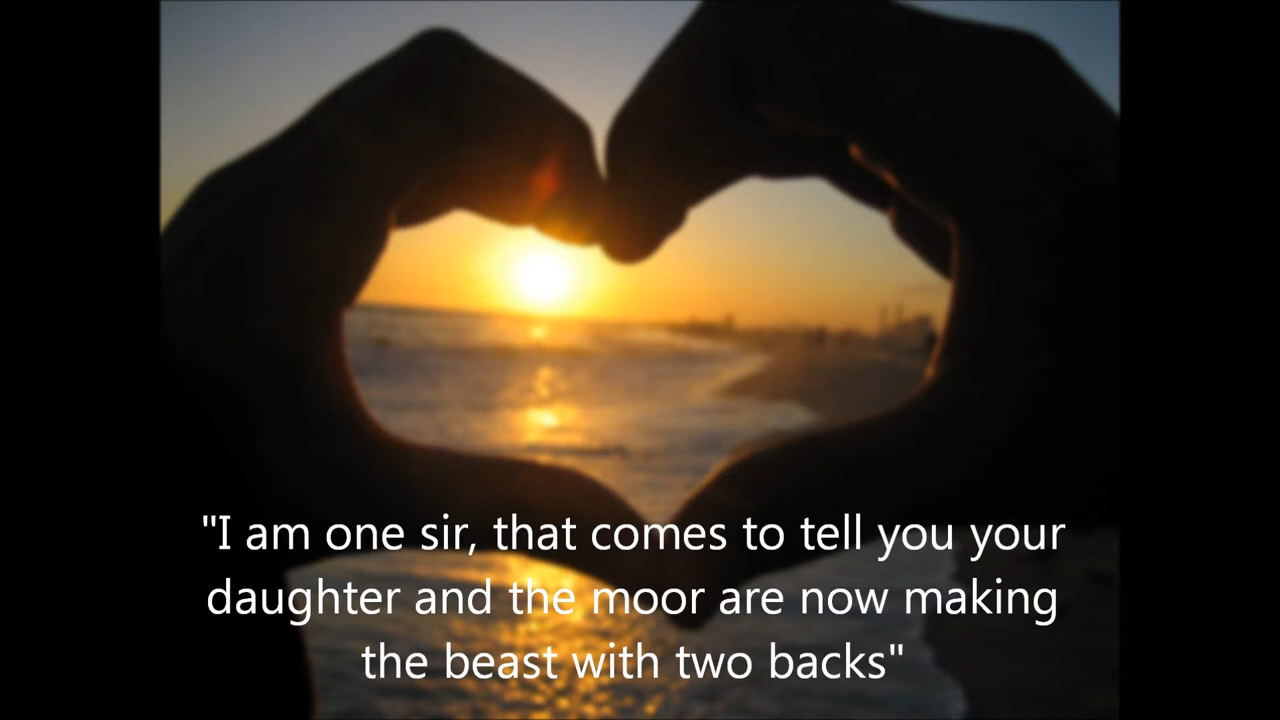 "I am one sir, that comes to tell you your
daughter and the moor are now making
the beast with two backs"